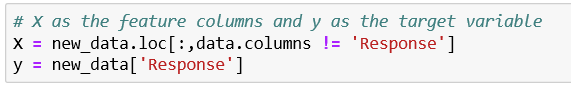 # X as the feature columns and y as the target variable
X = new_data.loc[:,data.columns != 'Response']
y = new_data['Response']